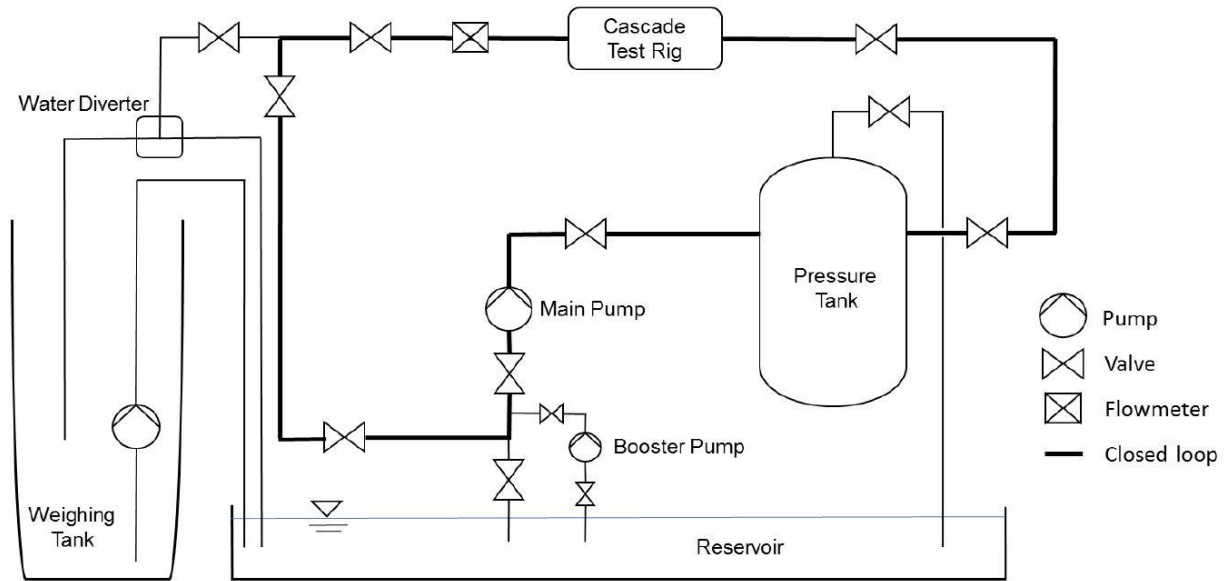 Cascade
Test Rig
Water Diverter
Pressure
Tank
Main Pump
Pump
Valve
Flowmeter
Closed loop
Booster Pump
Weighing
Tank
Reservoir